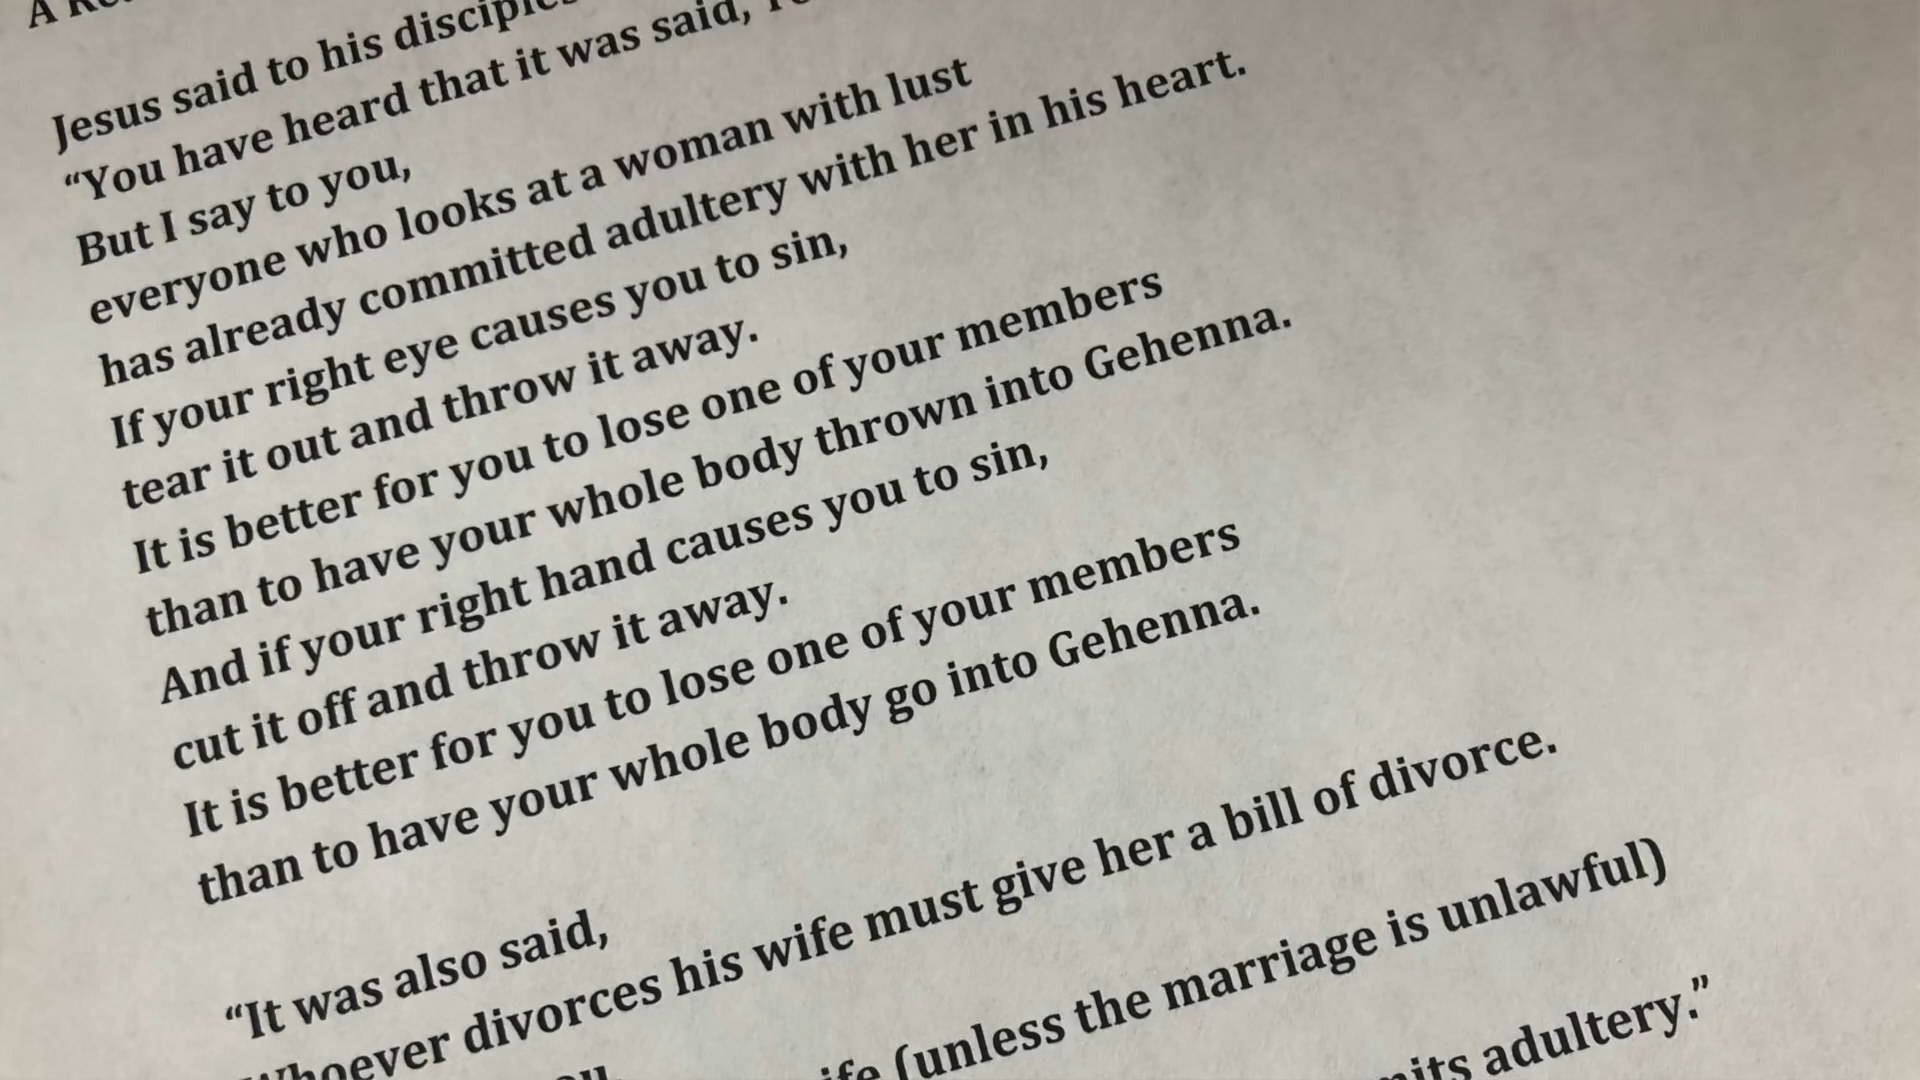 A
Jesus said to his
“You have heard that it was said,
But I say to you,
everyone who looks at a woman with lust
has already committed adultery with her in his heart.
If your right eye causes you to sin,
tear it out and throw it away.
It is better for you to lose one of your members
than to have your whole body thrown into Gehenna.
And if your right hand causes you to sin,
cut it off and throw it away.
It is better for you to lose one of your members
than to have your whole body go into Gehenna.
“It was also said,
divorces his wife must give her a bill of divorce.
(unless the marriage is unlawful)
adultery.”